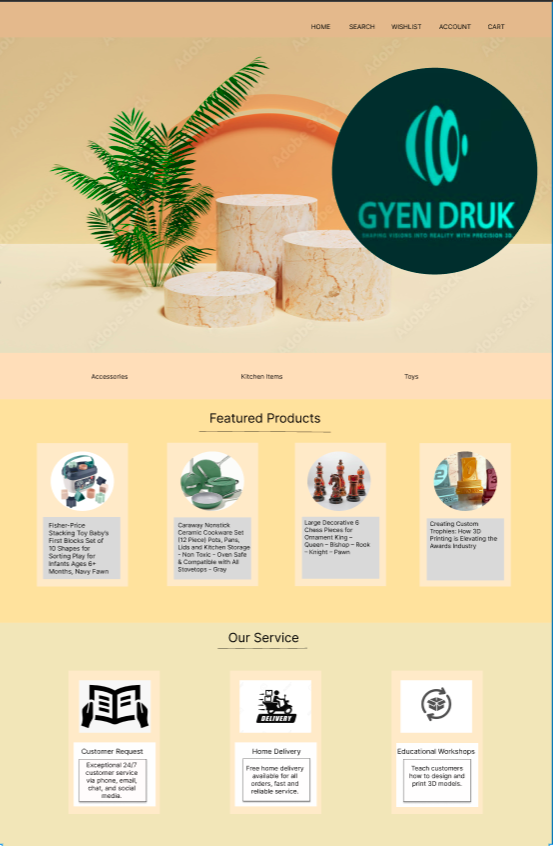 HOME SEARCH WISHLIST ACCOUNT CART
Adobe Stock
GYEN DRUK
SHAPING VISIONS INTO REALITY WITH PRECISION 3D
Accessories Kitchen Items Toys
Featured Products
Fisher-Price
Stacking Toy Baby's
First Blocks Set of
10 Shapes for
Sorting Play for
Infants Ages 6+
Months, Navy Fawn
Caraway Nonstick
Ceramic Cookware Set
(12 Piece) Pots, Pans,
Lids and Kitchen Storage
- Non Toxic - Oven Safe
& Compatible with All
Stovetops - Gray
Large Decorative 6
Chess Pieces for
Ornament King –
Queen – Bishop – Rook
– Knight – Pawn
Creating Custom
Trophies: How 3D
Printing is Elevating the
Awards Industry
Our Service
DELIVERY
Customer Request
Exceptional 24/7
customer service
via phone, email,
chat, and social
media.
Home Delivery
Free home delivery
available for all
orders, fast and
reliable service.
Educational Workshops
Teach customers
how to design and
print 3D models.